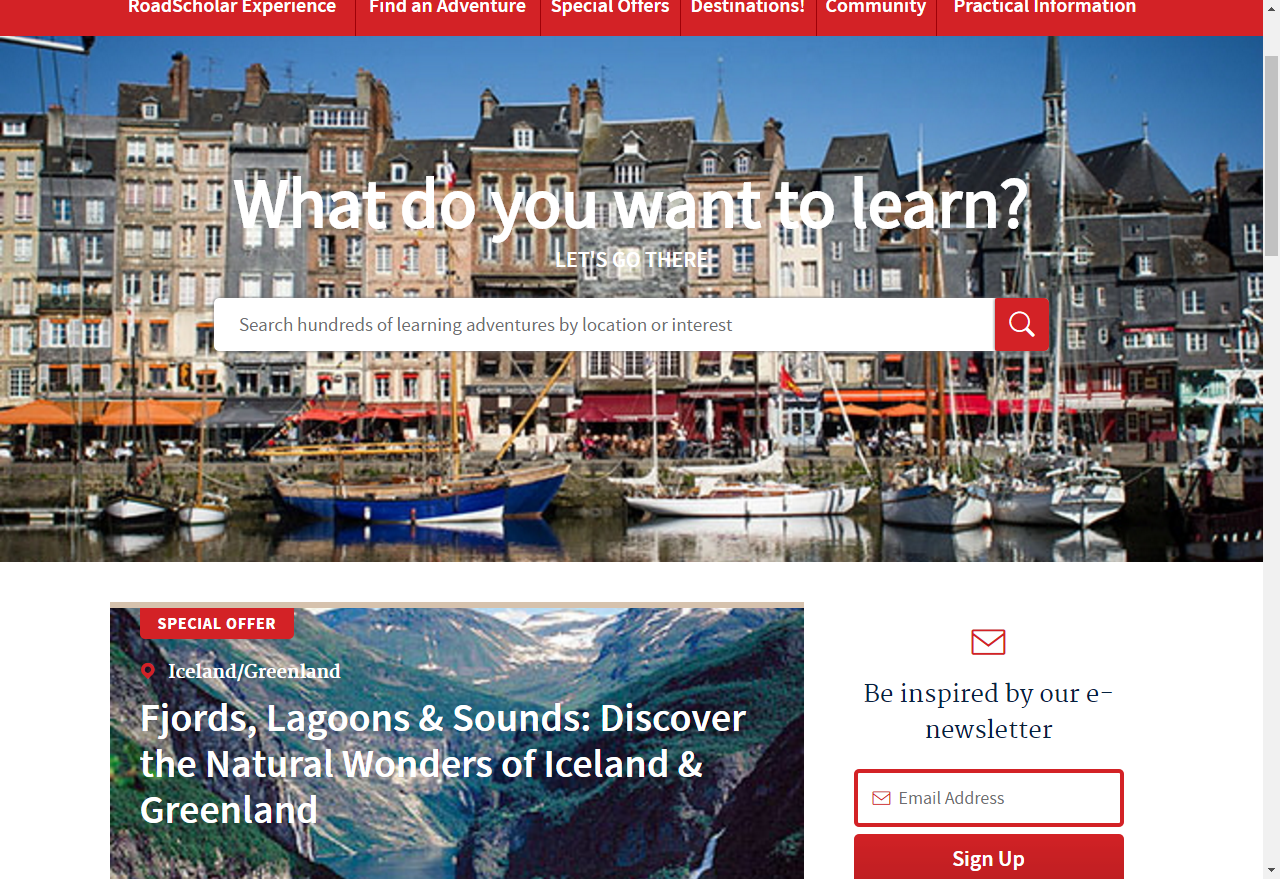 RoadScholar Experience Find an Adventure Special Offers Destinations! Community Practical Information
What do you want to learn?
LET'S GO THERE
Search hundreds of learning adventures by location or interest
SPECIAL OFFER
Iceland/Greenland
Fjords, Lagoons & Sounds: Discover
the Natural Wonders of Iceland &
Greenland
Be inspired by our e-
newsletter
Email Address
Sign Up